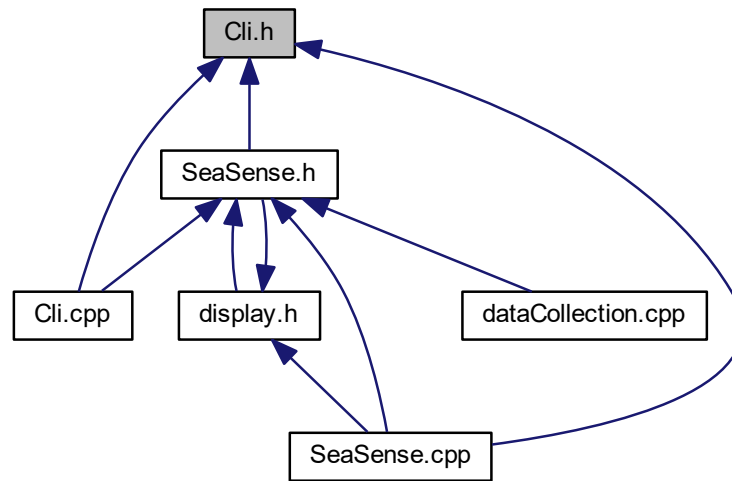 Cli.h
SeaSense.h
Cli.cpp
display.h
dataCollection.cpp
SeaSense.cpp